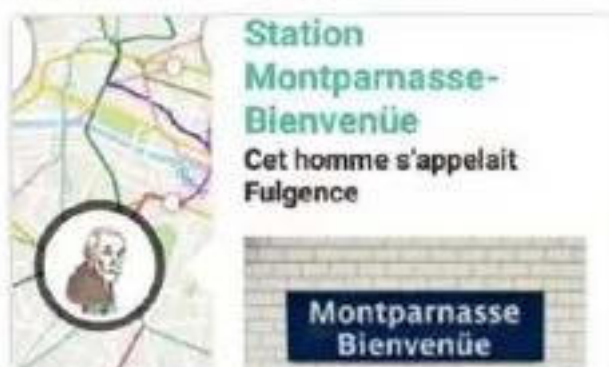 Station
Montparnasse-
Bienvenüe
Cet homme s'appelait
Fulgence
Montparnasse
Bienvenüe